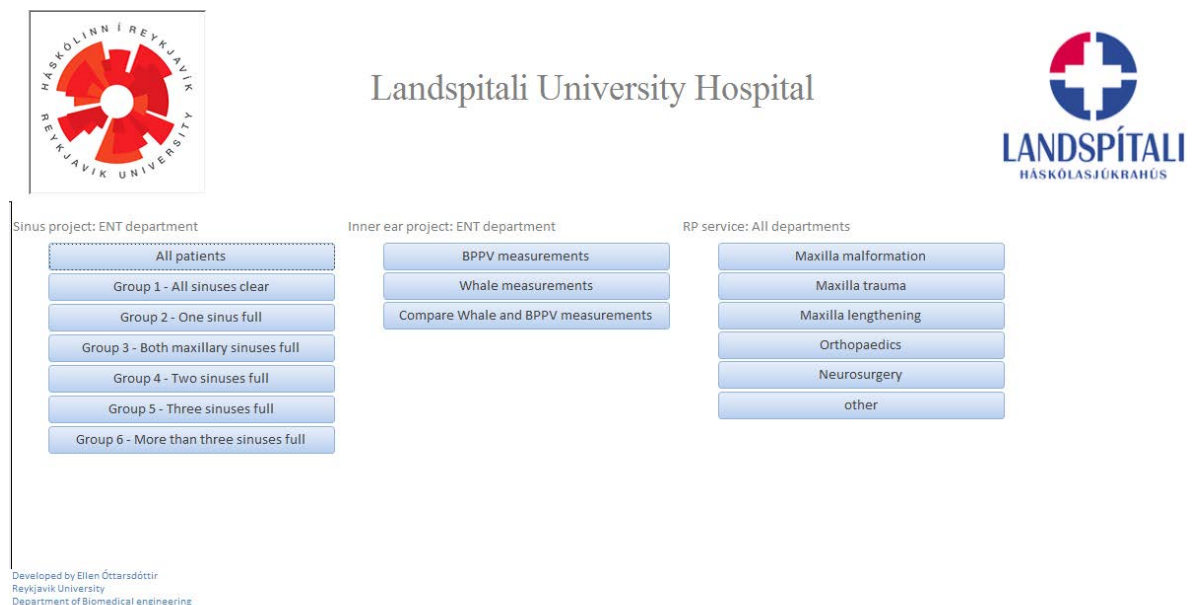 HÁSKÓLINN Í REYKJAVÍK
REYKJAVIK UNIVERSITY
Landspitali University Hospital
LANDSPÍTALI
HÁSKÓLASJÚKRAHÚS
Sinus project: ENT department
All patients
Group 1 - All sinuses clear
Group 2 - One sinus full
Group 3 - Both maxillary sinuses full
Group 4 - Two sinuses full
Group 5 - Three sinuses full
Group 6 - More than three sinuses full
Inner ear project: ENT department
BPPV measurements
Whale measurements
Compare Whale and BPPV measurements
RP service: All departments
Maxilla malformation
Maxilla trauma
Maxilla lengthening
Orthopaedics
Neurosurgery
other
Developed by Ellen Óttarsdóttir
Reykjavik University
Department of Biomedical engineering